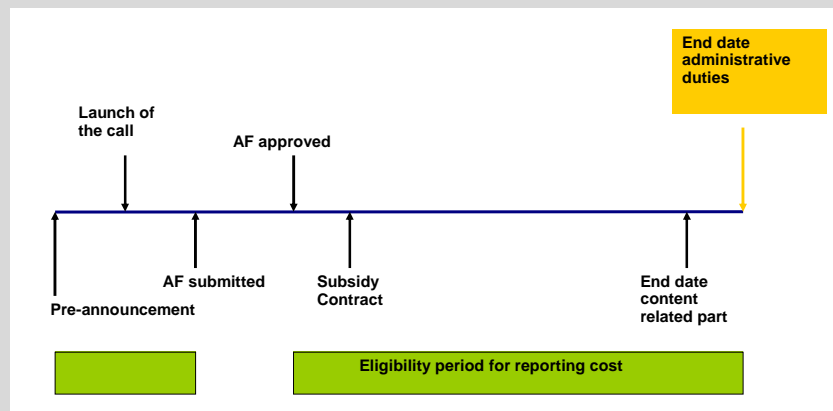 End date
administrative
duties
Launch of
the call
AF approved
AF submitted
Subsidy
Contract
End date
content
related part
Pre-announcement
Eligibility period for reporting cost